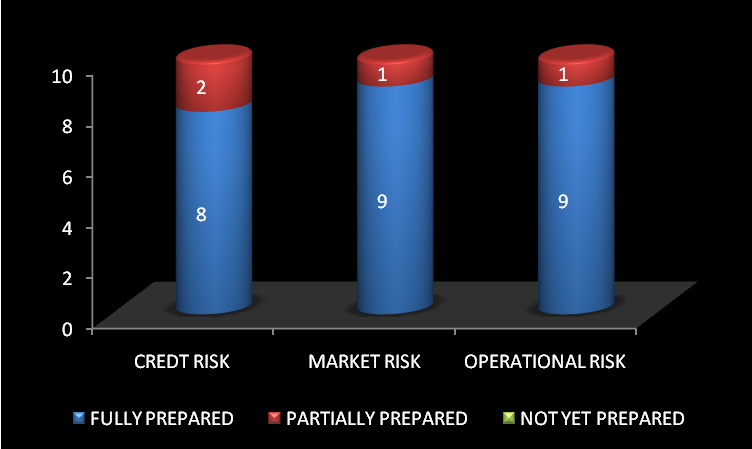 10
8
6
4
2
0
2
1
1
8
9
9
CREDT RISK
MARKET RISK
OPERATIONAL RISK
FULLY PREPARED
PARTIALLY PREPARED
NOT YET PREPARED